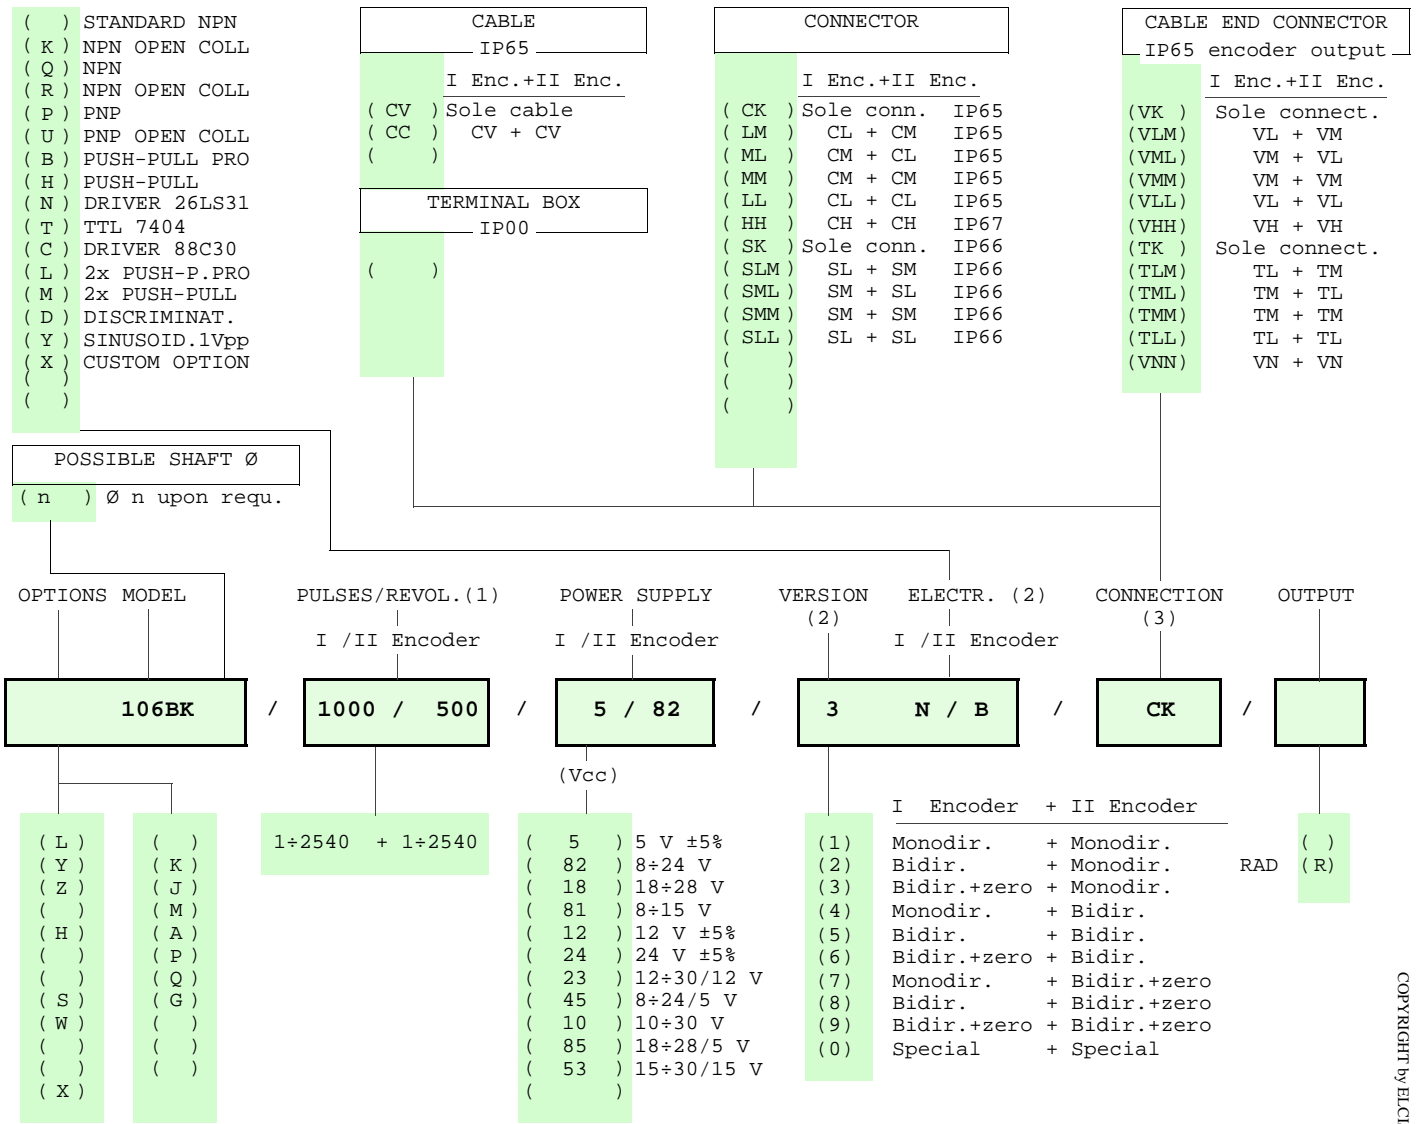 (   ) STANDARD NPN
( K ) NPN OPEN COLL
( Q ) NPN
( R ) NPN OPEN COLL
( P ) PNP
( U ) PNP OPEN COLL
( B ) PUSH-PULL PRO
( H ) PUSH-PULL
( N ) DRIVER 26LS31
( T ) TTL 7404
( C ) DRIVER 88C30
( L ) 2x PUSH-P.PRO
( M ) 2x PUSH-PULL
( D ) DISCRIMINAT.
( Y ) SINUSOID.1Vpp
( X ) CUSTOM OPTION
(   )
(   )
CABLE
IP65
I Enc.+II Enc.
( CV ) Sole cable
( CC ) CV + CV
(   )
TERMINAL BOX
IP00
(   )
CONNECTOR
I Enc.+II Enc.
( CK ) Sole conn. IP65
( LM ) CL + CM IP65
( ML ) CM + CL IP65
( MM ) CM + CM IP65
( LL ) CL + CL IP65
( HH ) CH + CH IP67
( SK ) Sole conn. IP66
( SLM ) SL + SM IP66
( SML ) SM + SL IP66
( SMM ) SM + SM IP66
( SLL ) SL + SL IP66
(   )
(   )
(   )
CABLE END CONNECTOR
IP65 encoder output
I Enc.+II Enc.
(VK ) Sole connect.
(VLM) VL + VM
(VML) VM + VL
(VMM) VM + VM
(VLL) VL + VL
(VHH) VH + VH
(TK ) Sole connect.
(TLM) TL + TM
(TML) TM + TL
(TMM) TM + TM
(TLL) TL + TL
(VNN) VN + VN
POSSIBLE SHAFT Ø
( n   ) Ø n upon requ.
OPTIONS MODEL PULSES/REVOL.(1) POWER SUPPLY VERSION ELECTR. (2) CONNECTION OUTPUT
(2) (3)
I /II Encoder I /II Encoder I /II Encoder
106BK / 1000 / 500 / 5 / 82 / 3 N / B / CK /
(Vcc)
( L )
( Y )
( Z )
(   )
( H )
(   )
(   )
( S )
( W )
(   )
(   )
( X )
(   )
( K )
( J )
( M )
( A )
( P )
( Q )
( G )
(   )
(   )
(   )
1÷2540 + 1÷2540
( 5 ) 5 V ±5%
( 82 ) 8÷24 V
( 18 ) 18÷28 V
( 81 ) 8÷15 V
( 12 ) 12 V ±5%
( 24 ) 24 V ±5%
( 23 ) 12÷30/12 V
( 45 ) 8÷24/5 V
( 10 ) 10÷30 V
( 85 ) 18÷28/5 V
( 53 ) 15÷30/15 V
(   )
I Encoder + II Encoder
(1) Monodir. + Monodir.
(2) Bidir. + Monodir.
(3) Bidir.+zero + Monodir.
(4) Monodir. + Bidir.
(5) Bidir. + Bidir.
(6) Bidir.+zero + Bidir.
(7) Monodir. + Bidir.+zero
(8) Bidir. + Bidir.+zero
(9) Bidir.+zero + Bidir.+zero
(0) Special + Special
( )
RAD (R)
COPYRIGHT by ELCI